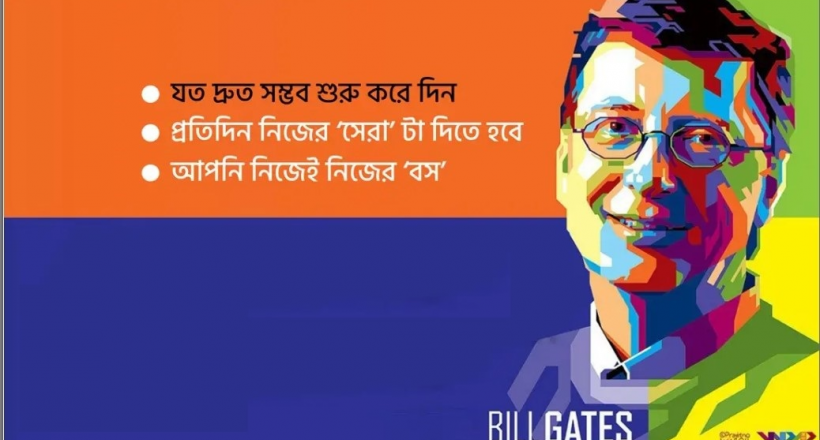 যত দ্রুত সম্ভব শুরু করে দিন
প্রতিদিন নিজের ‘সেরা’ টা দিতে হবে
আপনি নিজেই নিজের ‘বস’
BILL GATES